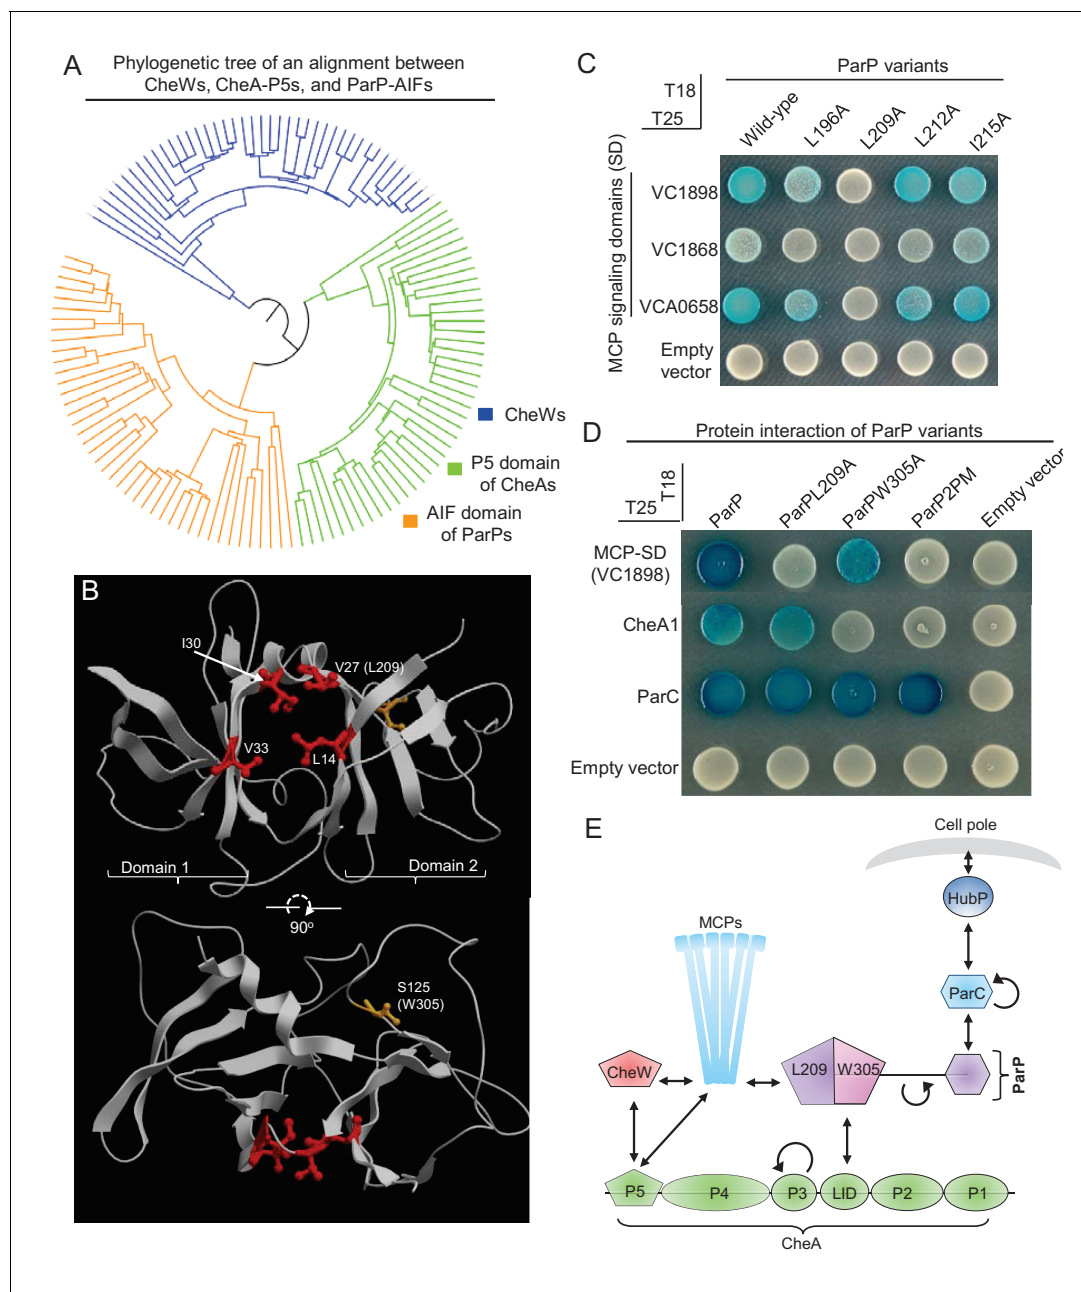 A
Phylogenetic tree of an alignment between
CheWs, CheA-P5s, and ParP-AIFs
CheWs
P5 domain
of CheAs
AIF domain
of ParPs
B
I30
V27 (L209)
V33
L14
Domain 1
Domain 2
90º
S125
(W305)
C
ParP variants
T18
T25
Wild-ype
L196A
L209A
L212A
I215A
MCP signaling domains (SD)
VC1898
VC1868
VCA0658
Empty
vector
D
Protein interaction of ParP variants
T18
T25
ParP
ParPL209A
ParPW305A
ParP2PM
Empty vector
MCP-SD
(VC1898)
CheA1
ParC
Empty vector
E
Cell pole
HubP
MCPs
ParC
CheW
L209
W305
ParP
P5
P4
P3
LID
P2
P1
CheA